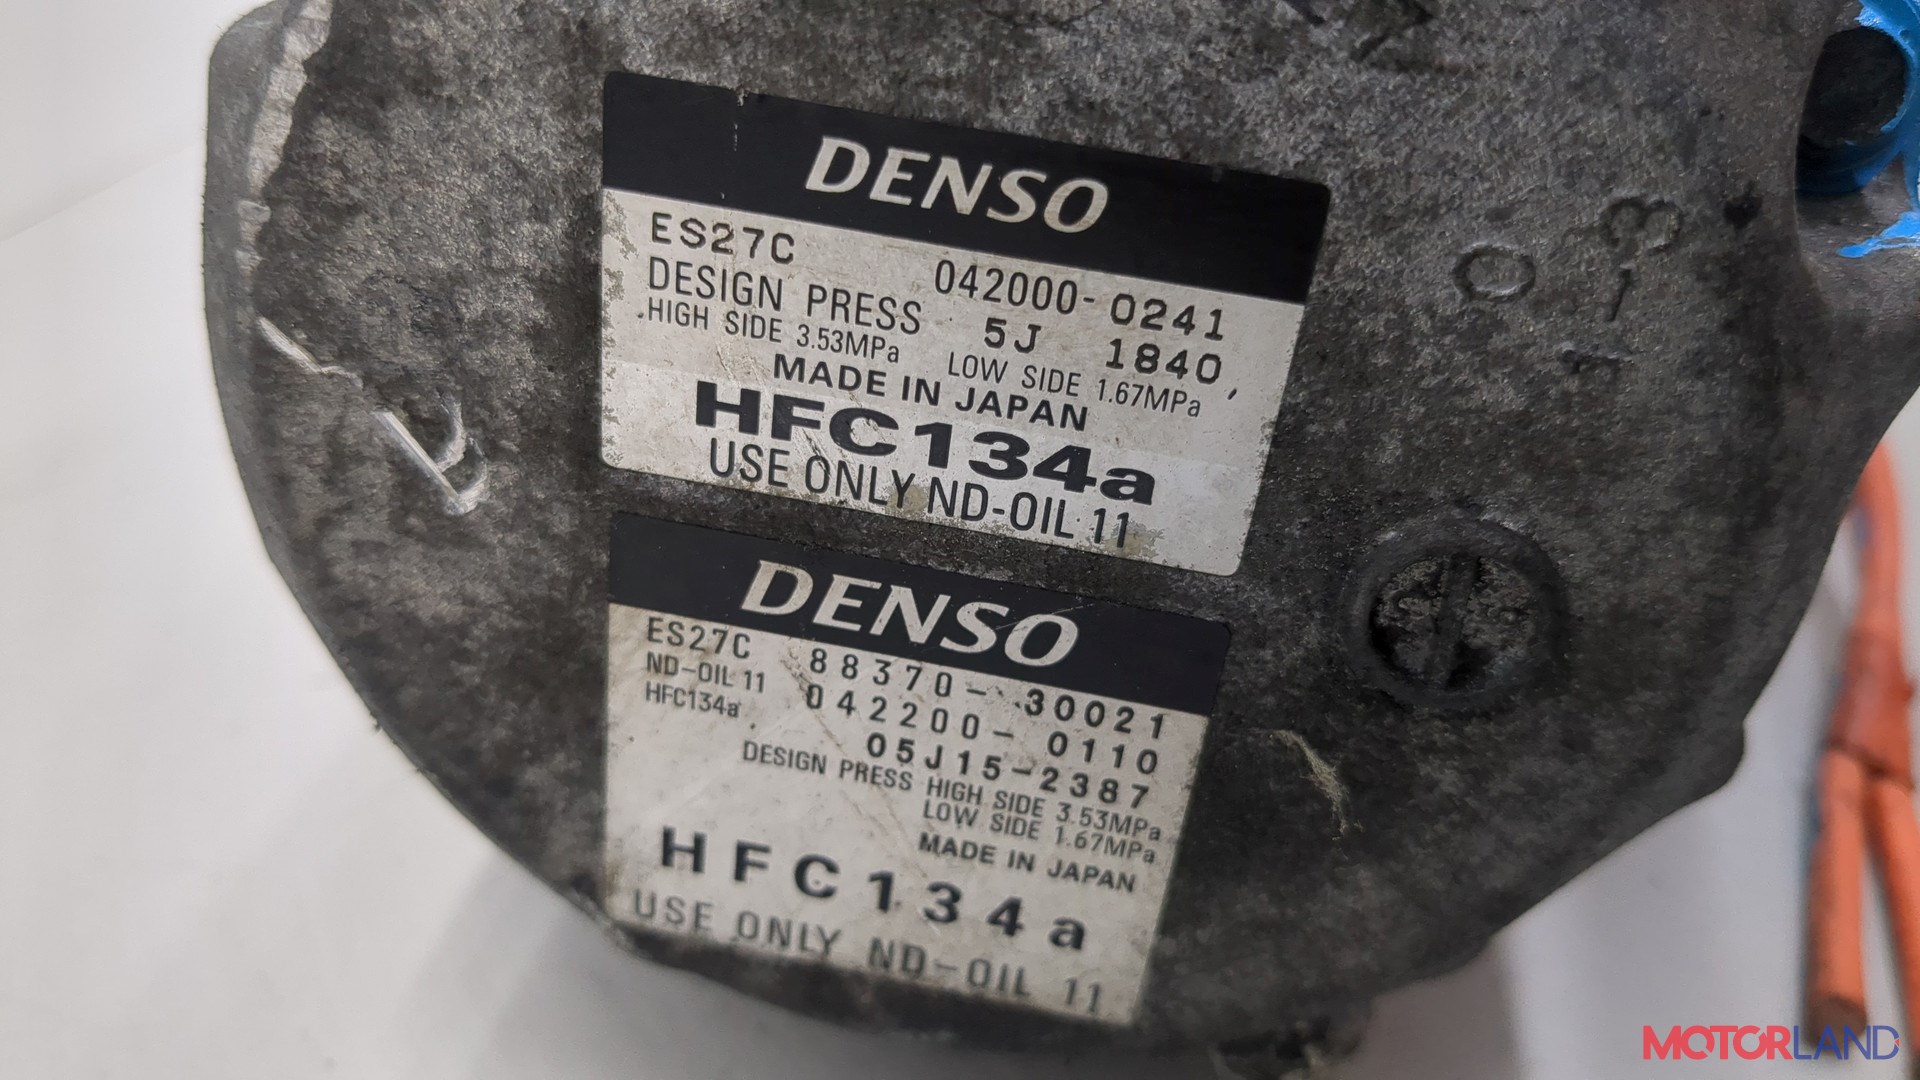 DENSO
ES27C 042000-0241
DESIGN PRESS 5J 1840
HIGH SIDE 3.53MPa LOW SIDE 1.67MPa
MADE IN JAPAN
HFC134a
USE ONLY ND-OIL 11
DENSO
ES27C 88370-30021
ND-OIL 11 042200-0110
HFC134a 05J15-2387
DESIGN PRESS HIGH SIDE 3.53MPa
LOW SIDE 1.67MPa
MADE IN JAPAN
HFC134a
USE ONLY ND-OIL 11
MOTORLAND